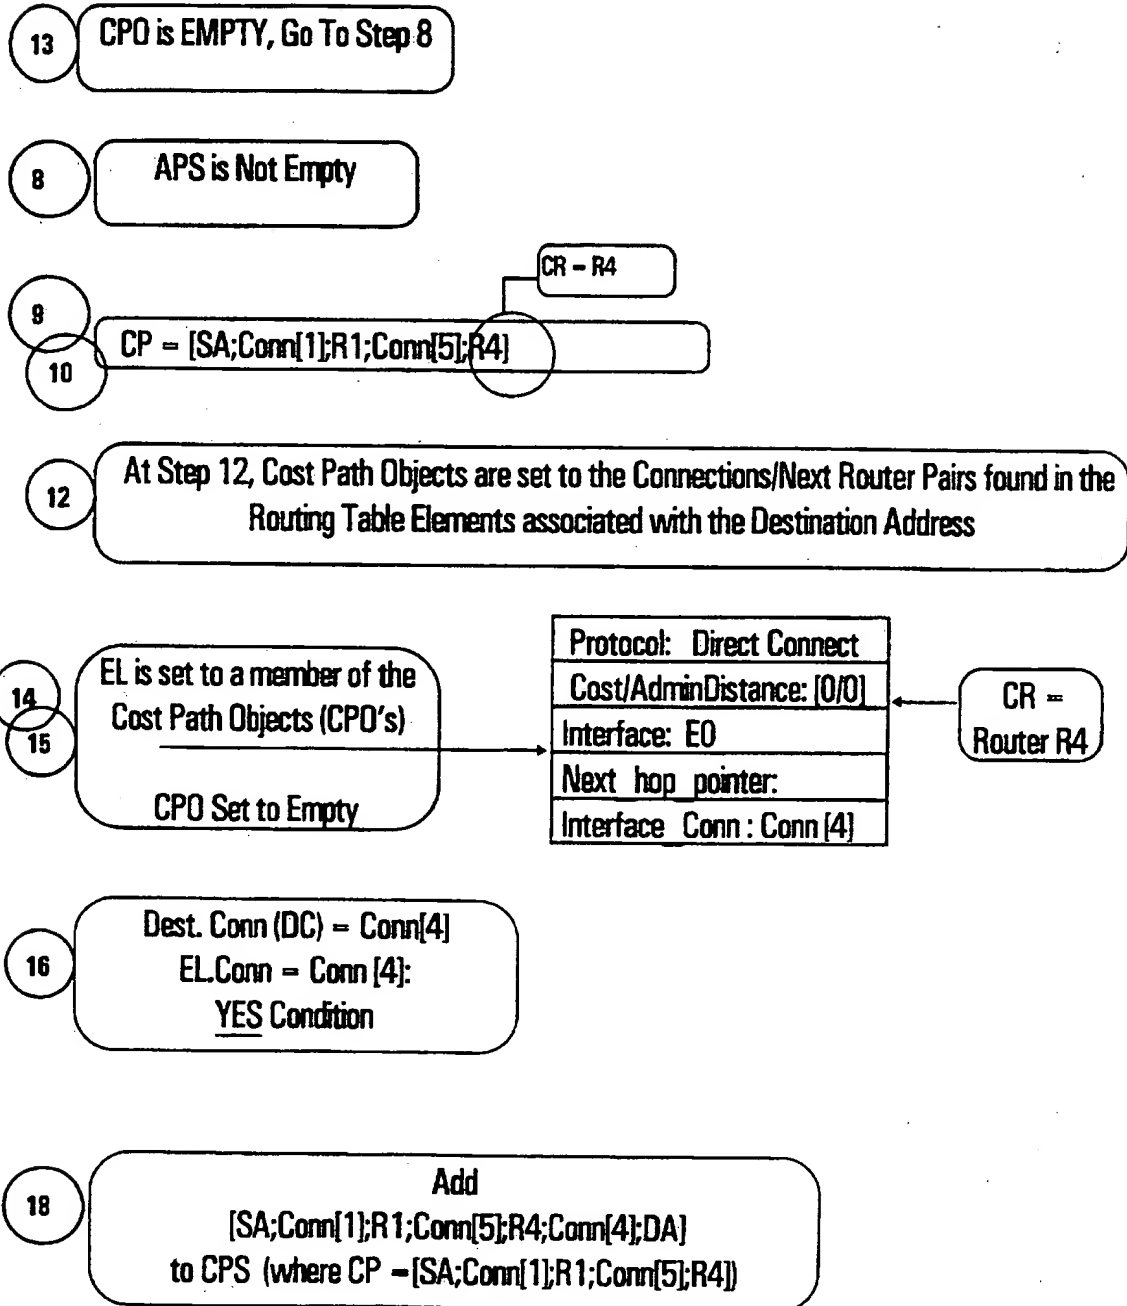 13
CPO is EMPTY, Go To Step 8
8
APS is Not Empty
CR = R4
9
10
CP = [SA;Conn[1];R1;Conn[5];R4]
12
At Step 12, Cost Path Objects are set to the Connections/Next Router Pairs found in the
Routing Table Elements associated with the Destination Address
14
15
EL is set to a member of the
Cost Path Objects (CPO's)
CPO Set to Empty
Protocol: Direct Connect
Cost/AdminDistance: [0/0]
Interface: E0
Next hop pointer:
Interface Conn : Conn [4]
CR =
Router R4
16
Dest. Conn (DC) = Conn[4]
EL.Conn = Conn [4]:
YES Condition
18
Add
[SA;Conn[1];R1;Conn[5];R4;Conn[4];DA]
to CPS (where CP =[SA;Conn[1];R1;Conn[5];R4])